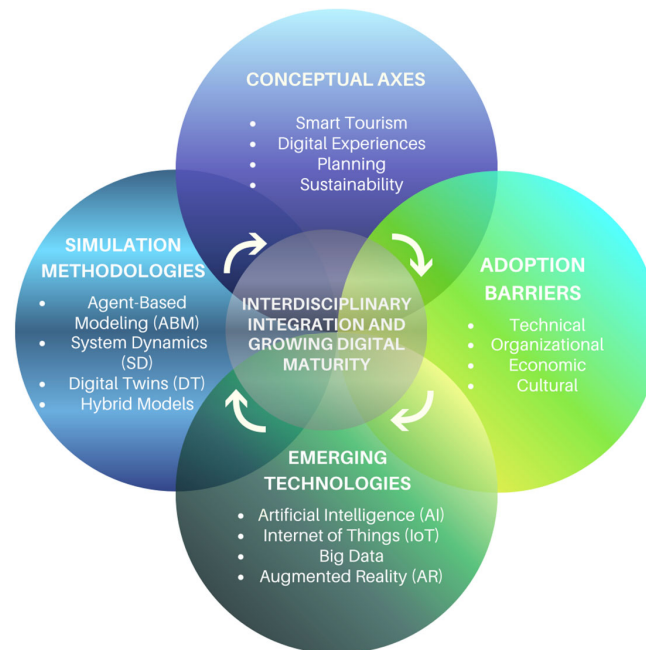 CONCEPTUAL AXES
• Smart Tourism
• Digital Experiences
• Planning
• Sustainability
SIMULATION
METHODOLOGIES
• Agent-Based
Modeling (ABM)
• System Dynamics
(SD)
• Digital Twins (DT)
• Hybrid Models
INTERDISCIPLINARY
INTEGRATION AND
GROWING DIGITAL
MATURITY
ADOPTION
BARRIERS
• Technical
• Organizational
• Economic
• Cultural
EMERGING
TECHNOLOGIES
• Artificial Intelligence (AI)
• Internet of Things (IoT)
• Big Data
• Augmented Reality (AR)